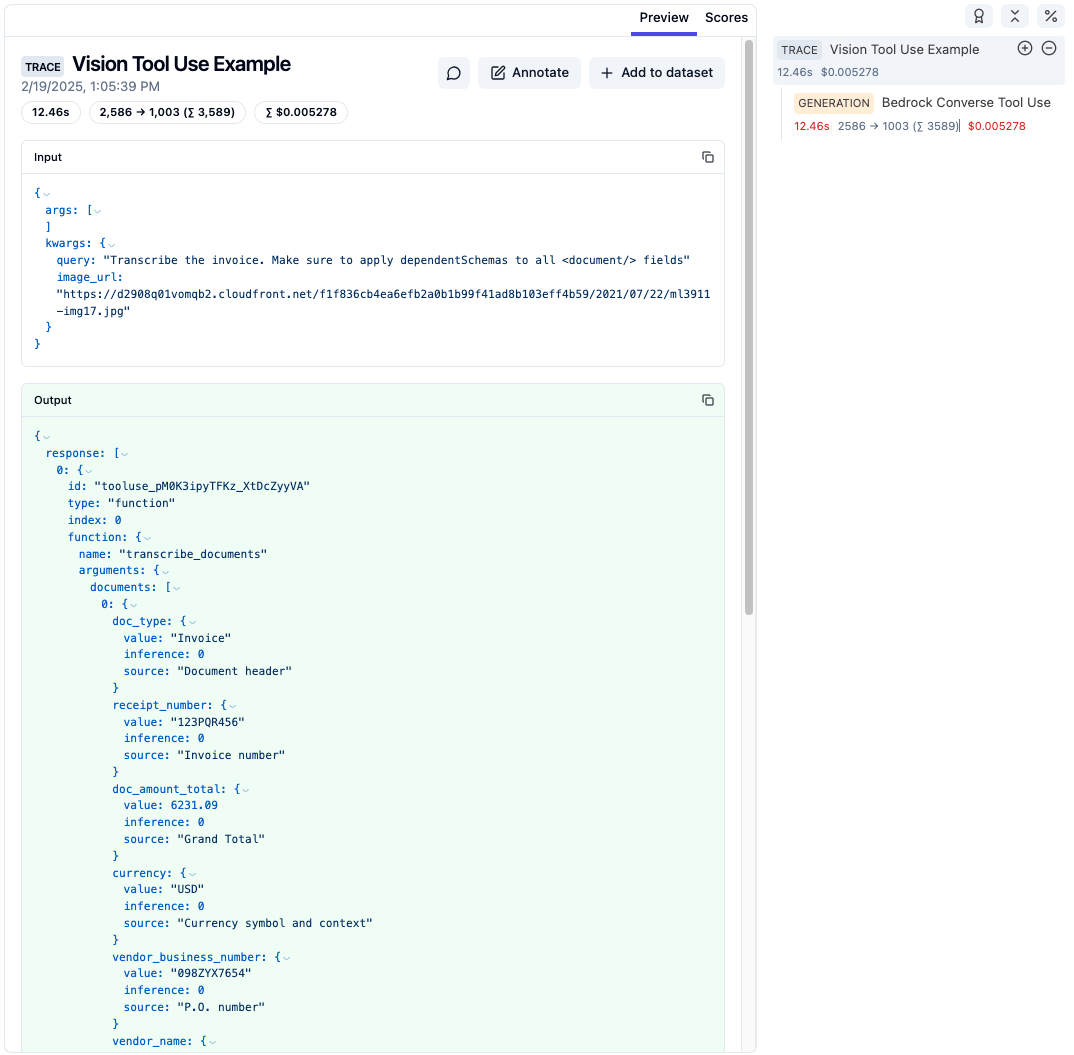 Preview Scores
TRACE Vision Tool Use Example
2/19/2025, 1:05:39 PM
Annotate
+ Add to dataset
12.46s 2,586 → 1,003 (∑ 3,589) ∑ $0.005278
Input
{
args: [
]
kwargs: {
query: "Transcribe the invoice. Make sure to apply dependentSchemas to all <document/> fields"
image_url:
"https://d2908q01vomqb2.cloudfront.net/f1f836cb4ea6efb2a0b1b99f41ad8b103eff4b59/2021/07/22/ml3911
-img17.jpg"
}
}
Output
{
response: [
0: {
id: "tooluse_pM0K3ipyTFKz_XtDcZyyVA"
type: "function"
index: 0
function: {
name: "transcribe_documents"
arguments: {
documents: [
0: {
doc_type: {
value: "Invoice"
inference: 0
source: "Document header"
}
receipt_number: {
value: "123PQR456"
inference: 0
source: "Invoice number"
}
doc_amount_total: {
value: 6231.09
inference: 0
source: "Grand Total"
}
currency: {
value: "USD"
inference: 0
source: "Currency symbol and context"
}
vendor_business_number: {
value: "098ZYX7654"
inference: 0
source: "P.O. number"
}
vendor_name: {
TRACE Vision Tool Use Example
12.46s $0.005278
GENERATION Bedrock Converse Tool Use
12.46s 2586 → 1003 (∑ 3589) $0.005278